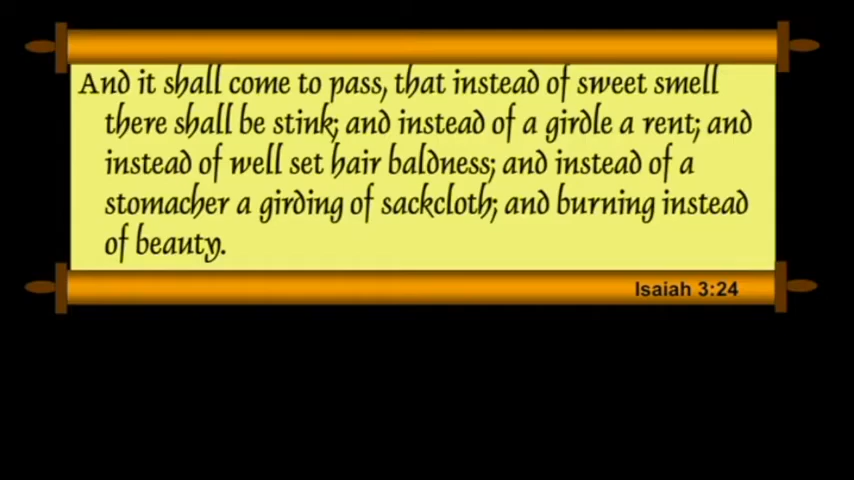 And it shall come to pass, that instead of sweet smell
there shall be stink; and instead of a girdle a rent; and
instead of well set hair baldness; and instead of a
stomacher a girding of sackcloth; and burning instead
of beauty.
Isaiah 3:24